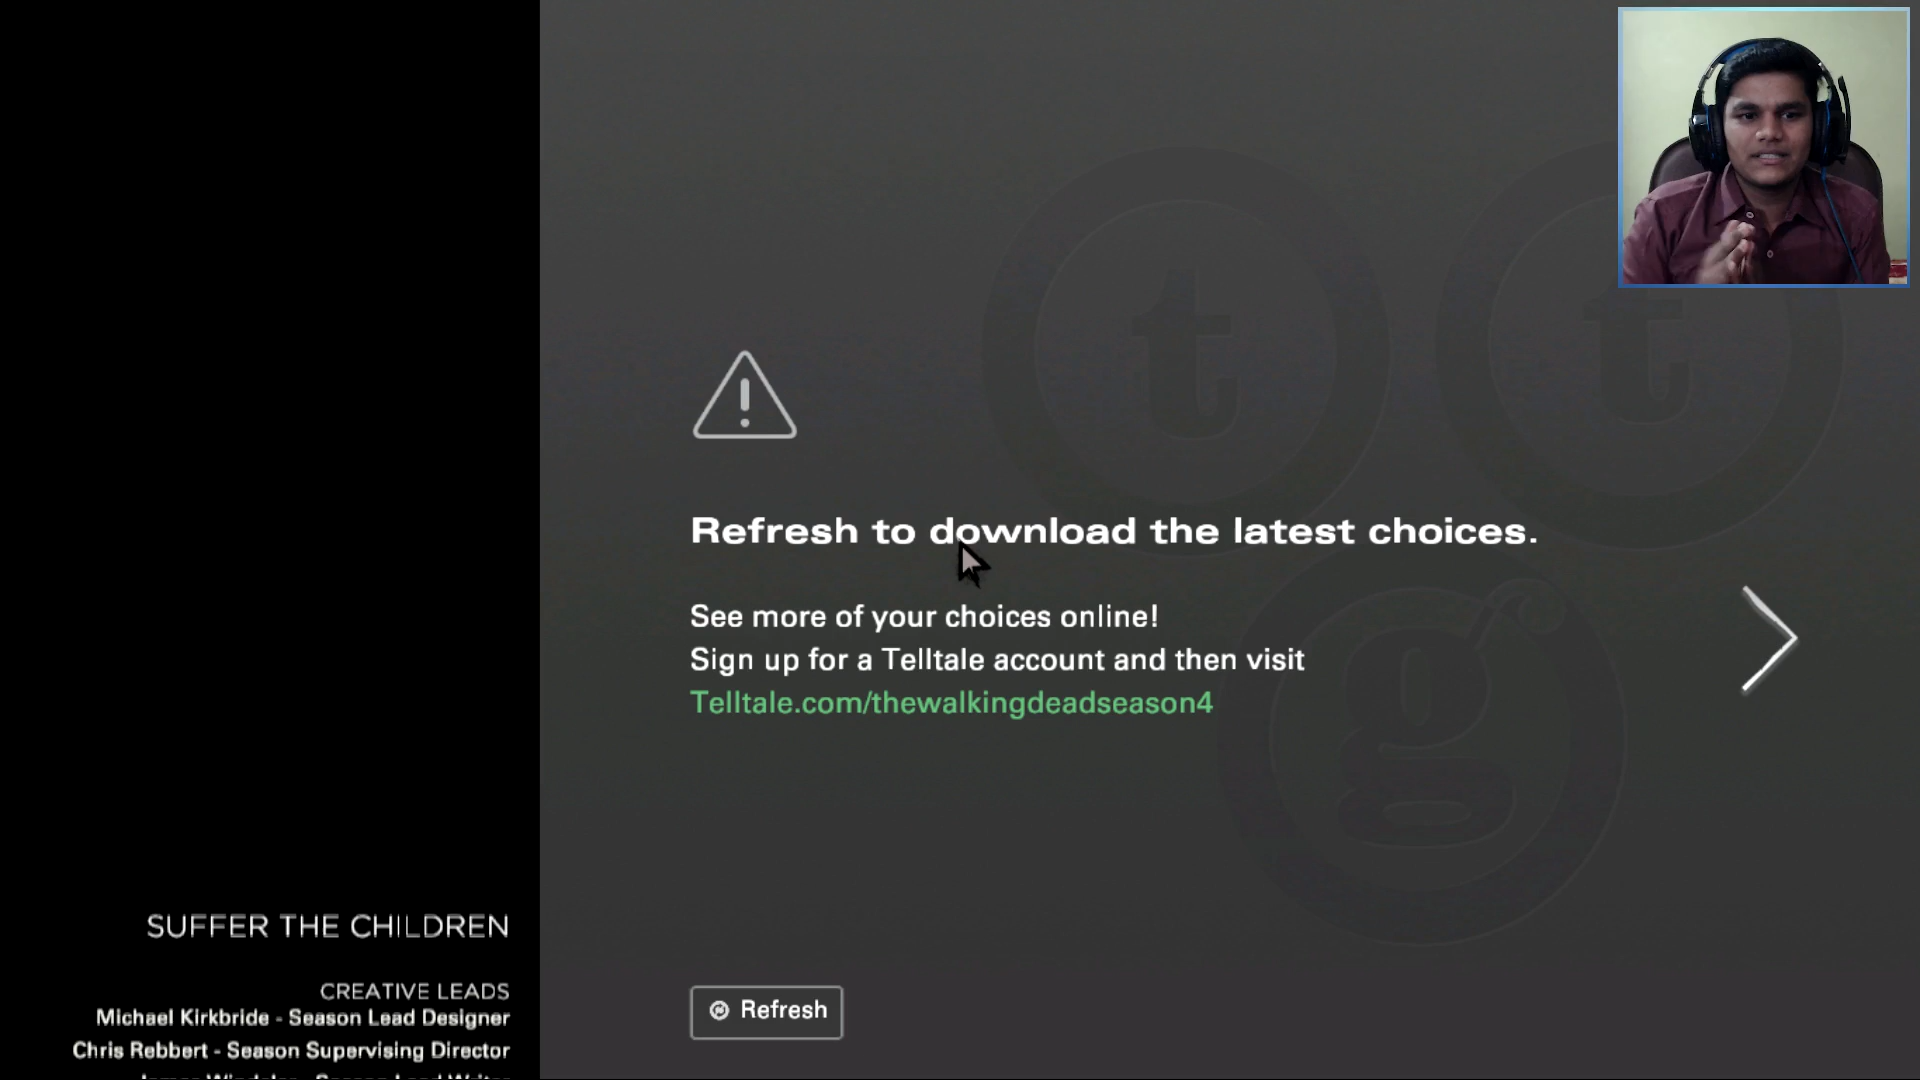 Refresh to download the latest choices.
See more of your choices online!
Sign up for a Telltale account and then visit
Telltale.com/thewalkingdeadseason4
Refresh
SUFFER THE CHILDREN
CREATIVE LEADS
Michael Kirkbride - Season Lead Designer
Chris Rebbert - Season Supervising Director
t
t
g